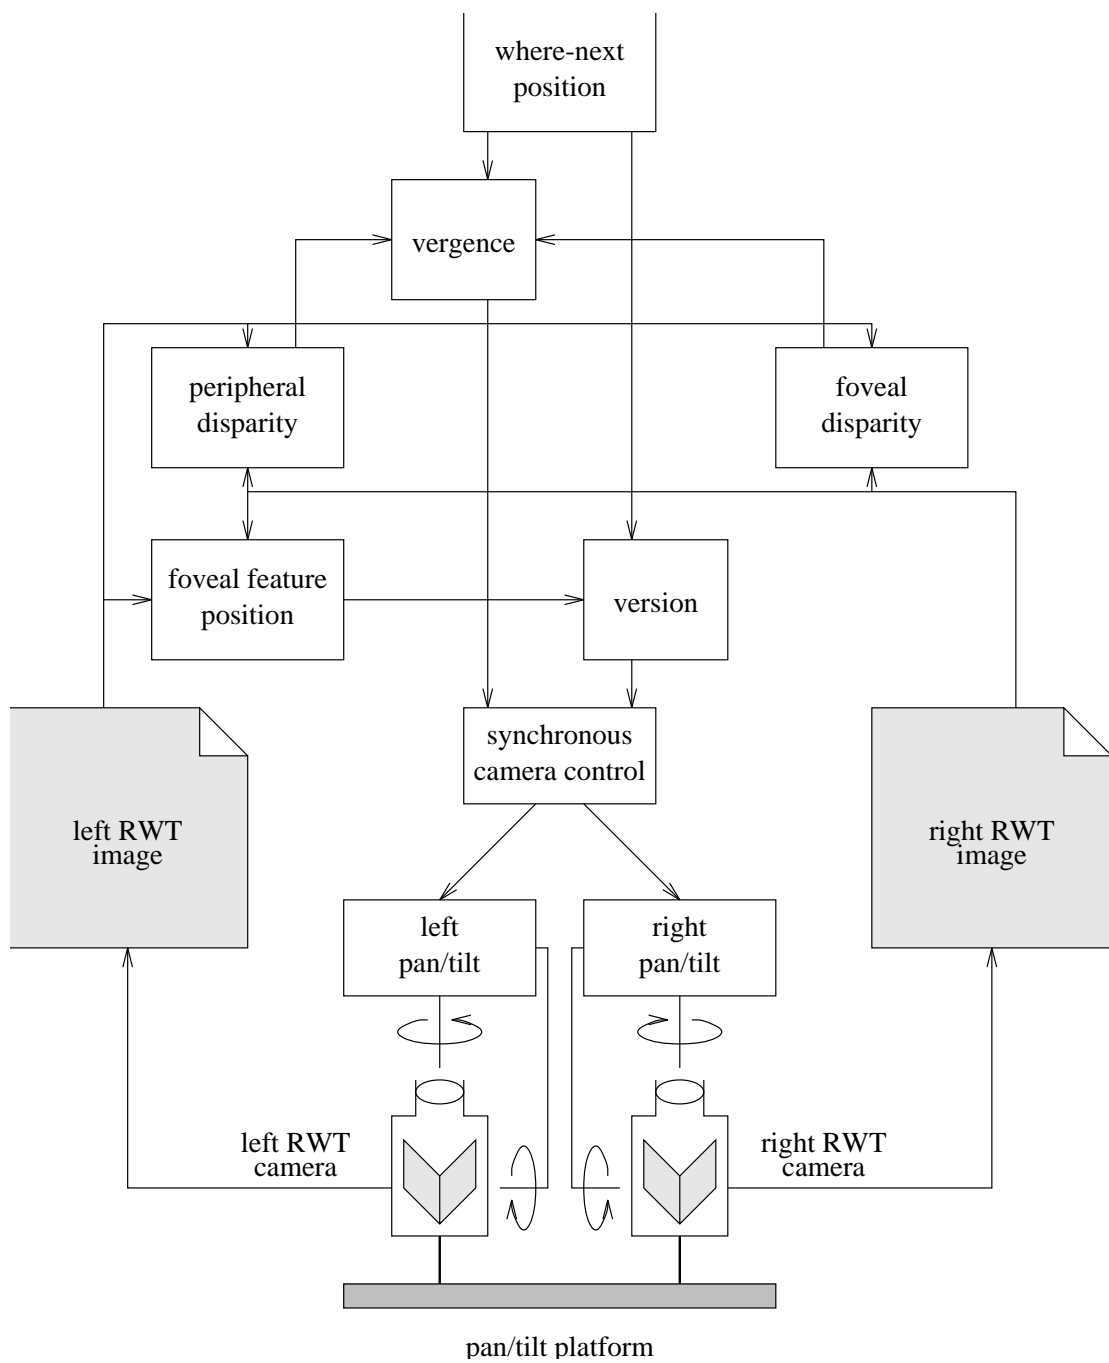 where-next
position
vergence
peripheral
disparity
foveal
disparity
foveal feature
position
version
synchronous
camera control
left RWT
image
right RWT
image
left
pan/tilt
right
pan/tilt
left RWT
camera
right RWT
camera
pan/tilt platform